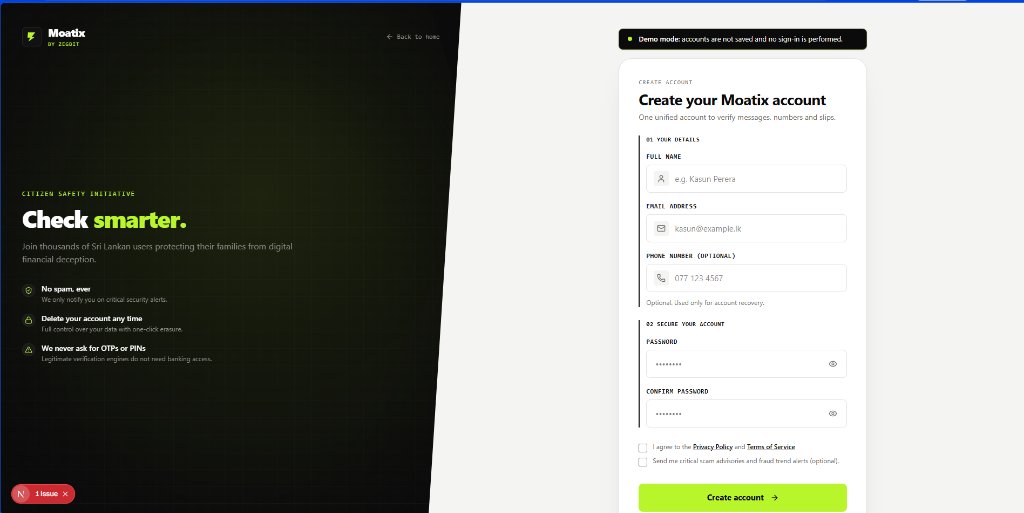 Moatix
BY ZEGBIT
← Back to home
CITIZEN SAFETY INITIATIVE
Check smarter.
Join thousands of Sri Lankan users protecting their families from digital
financial deception.
No spam, ever
We only notify you on critical security alerts.
Delete your account any time
Full control over your data with one-click erasure.
We never ask for OTPs or PINs
Legitimate verification engines do not need banking access.
N
1 Issue ×
Demo mode: accounts are not saved and no sign-in is performed.
CREATE ACCOUNT
Create your Moatix account
One unified account to verify messages, numbers and slips.
01 YOUR DETAILS
FULL NAME
e.g. Kasun Perera
EMAIL ADDRESS
kasun@example.lk
PHONE NUMBER (OPTIONAL)
077 123 4567
Optional. Used only for account recovery.
02 SECURE YOUR ACCOUNT
PASSWORD
••••••••
CONFIRM PASSWORD
••••••••
I agree to the Privacy Policy and Terms of Service
Send me critical scam advisories and fraud trend alerts (optional).
Create account →